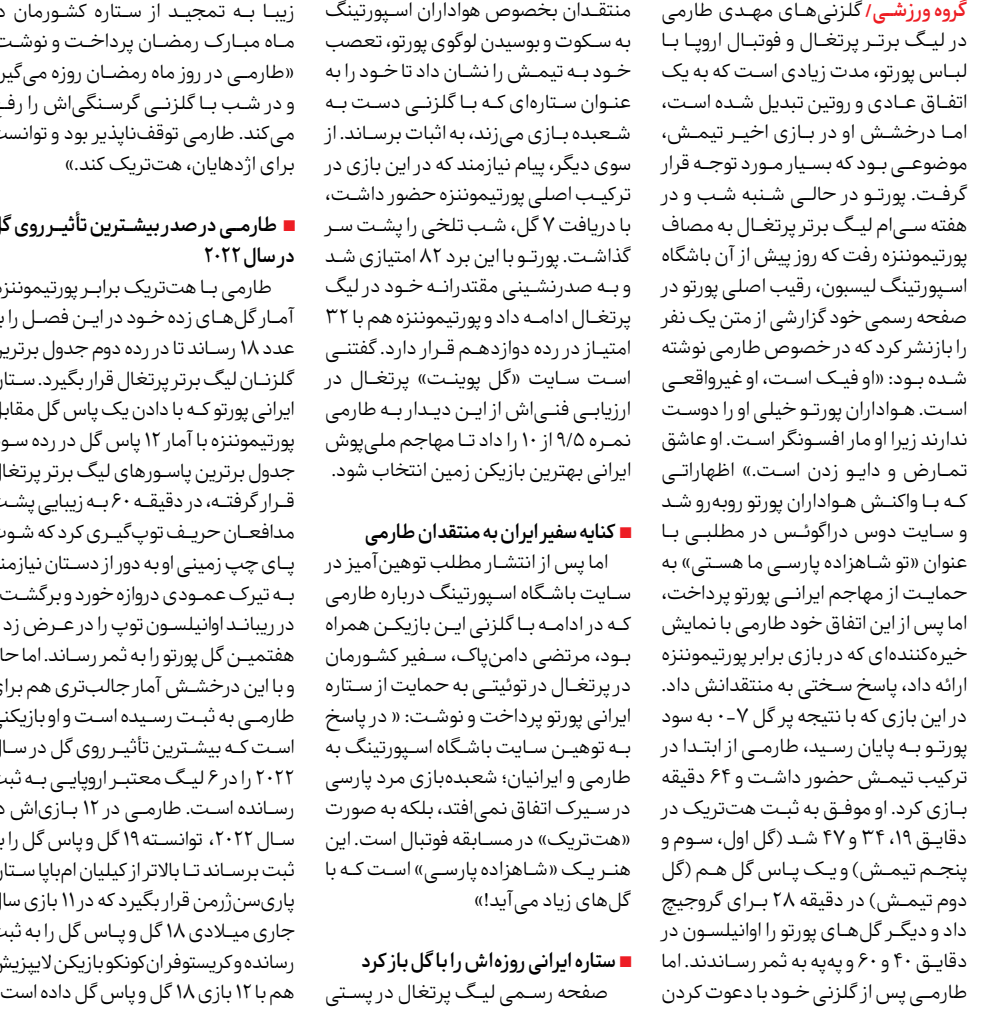 گروه ورزشی/ گلزنی‌های مهدی طارمی
در لیگ برتر پرتغال و فوتبال اروپا با
لباس پورتو، مدت زیادی است که به یک
اتفاق عادی و روتین تبدیل شده است،
اما درخشش او در بازی اخیر تیمش،
موضوعی بود که بسیار مورد توجه قرار
گرفت. پورتو در حالی شنبه شب و در
هفته سی‌ام لیگ برتر پرتغال به مصاف
پورتیموننزه رفت که روز پیش از آن باشگاه
اسپورتینگ لیسبون، رقیب اصلی پورتو در
صفحه رسمی خود گزارشی از متن یک نفر
را بازنشر کرد که در خصوص طارمی نوشته
شده بود: «او فیک است، او غیرواقعی
است. هواداران پورتو خیلی او را دوست
ندارند زیرا او مار افسونگر است. او عاشق
تمارض و دایو زدن است.» اظهاراتی
که با واکنش هواداران پورتو روبه‌رو شد
و سایت دوس دراگوئس در مطلبی با
عنوان «تو شاهزاده پارسی ما هستی» به
حمایت از مهاجم ایرانی پورتو پرداخت،
اما پس از این اتفاق خود طارمی با نمایش
خیره‌کننده‌ای که در بازی برابر پورتیموننزه
ارائه داد، پاسخ سختی به منتقدانش داد.
در این بازی که با نتیجه پر گل ۷-۰ به سود
پورتو به پایان رسید، طارمی از ابتدا در
ترکیب تیمش حضور داشت و ۶۴ دقیقه
بازی کرد. او موفق به ثبت هت‌تریک در
دقایق ۱۹، ۳۴ و ۴۷ شد (گل اول، سوم و
پنجم تیمش) و یک پاس گل هم (گل
دوم تیمش) در دقیقه ۲۸ برای گروجیچ
داد و دیگر گل‌های پورتو را اوانیلسون در
دقایق ۴۰ و ۶۰ و په‌په به ثمر رساندند. اما
طارمی پس از گلزنی خود با دعوت کردن
منتقدان بخصوص هواداران اسپورتینگ
به سکوت و بوسیدن لوگوی پورتو، تعصب
خود به تیمش را نشان داد تا خود را به
عنوان ستاره‌ای که با گلزنی دست به
شعبده بازی می‌زند، به اثبات برساند. از
سوی دیگر، پیام نیازمند که در این بازی در
ترکیب اصلی پورتیموننزه حضور داشت،
با دریافت ۷ گل، شب تلخی را پشت سر
گذاشت. پورتو با این برد ۸۲ امتیازی شد
و به صدرنشینی مقتدرانه خود در لیگ
پرتغال ادامه داد و پورتیموننزه هم با ۳۲
امتیاز در رده دوازدهم قرار دارد. گفتنی
است سایت «گل پوینت» پرتغال در
ارزیابی فنی‌اش از این دیدار به طارمی
نمره ۹/۵ از ۱۰ را داد تا مهاجم ملی‌پوش
ایرانی بهترین بازیکن زمین انتخاب شود.
■ کنایه سفیر ایران به منتقدان طارمی
اما پس از انتشار مطلب توهین‌آمیز در
سایت باشگاه اسپورتینگ درباره طارمی
که در ادامه با گلزنی این بازیکن همراه
بود، مرتضی دامن‌پاک، سفیر کشورمان
در پرتغال در توئیتی به حمایت از ستاره
ایرانی پورتو پرداخت و نوشت: « در پاسخ
به توهین سایت باشگاه اسپورتینگ به
طارمی و ایرانیان؛ شعبده‌بازی مرد پارسی
در سیرک اتفاق نمی‌افتد، بلکه به صورت
«هت‌تریک» در مسابقه فوتبال است. این
هنر یک «شاهزاده پارسی» است که با
گل‌های زیاد می‌آید!»
■ ستاره ایرانی روزه‌اش را با گل باز کرد
صفحه رسمی لیگ پرتغال در پستی
زیبا به تمجید از ستاره کشورمان
ماه مبارک رمضان پرداخت و نوشت
«طارمی در روز ماه رمضان روزه می‌گیر
و در شب با گلزنی گرسنگی‌اش را رفع
می‌کند. طارمی توقف‌ناپذیر بود و توانست
برای اژدهایان، هت‌تریک کند.»
■ طارمی در صدر بیشترین تأثیر روی گل
در سال ۲۰۲۲
طارمی با هت‌تریک برابر پورتیموننزه
آمار گل‌های زده خود در این فصل را
عدد ۱۸ رساند تا در رده دوم جدول برترین
گلزنان لیگ برتر پرتغال قرار بگیرد. ستار
ایرانی پورتو که با دادن یک پاس گل مقابل
پورتیموننزه با آمار ۱۲ پاس گل در رده سو
جدول برترین پاسورهای لیگ برتر پرتغال
قرار گرفته، در دقیقه ۶۰ به زیبایی پشت
مدافعان حریف توپ‌گیری کرد که شوت
پای چپ زمینی او به دور از دستان نیازمند
به تیرک عمودی دروازه خورد و برگشت
در ریباند اوانیلسون توپ را در عرض زد
هفتمین گل پورتو را به ثمر رساند. اما حا
و با این درخشش آمار جالب‌تری هم برای
طارمی به ثبت رسیده است و او بازیکنی
است که بیشترین تأثیر روی گل در سال
۲۰۲۲ را در ۶ لیگ معتبر اروپایی به ثبت
رسانده است. طارمی در ۱۲ بازی‌اش
سال ۲۰۲۲، توانسته ۱۹ گل و پاس گل را
ثبت برساند تا بالاتر از کیلیان ام‌باپا ستار
پاری‌سن‌ژرمن قرار بگیرد که در ۱۱ بازی سال
جاری میلادی ۱۸ گل و پاس گل را به ثبت
رسانده و کریستوفر ان‌کونکو بازیکن لایپزیش
هم با ۱۲ بازی ۱۸ گل و پاس گل داده است